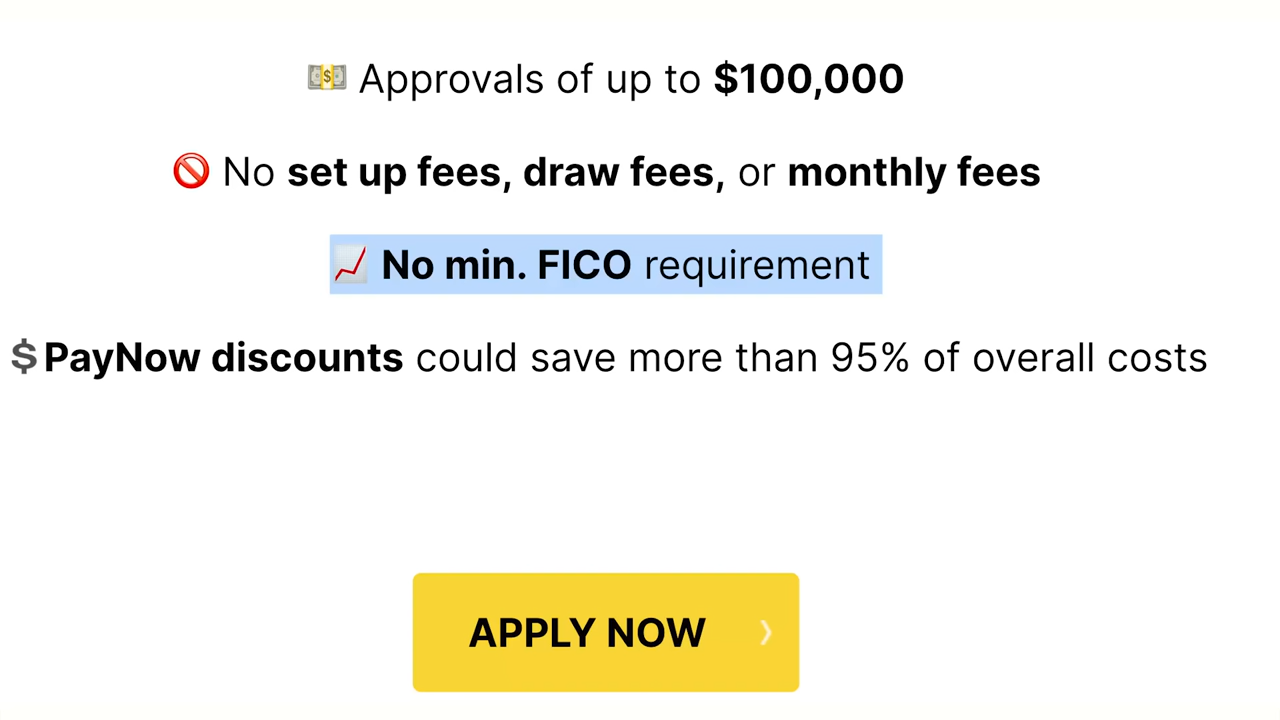 💵 Approvals of up to $100,000
🚫 No set up fees, draw fees, or monthly fees
📈 No min. FICO requirement
💲PayNow discounts could save more than 95% of overall costs
APPLY NOW ›